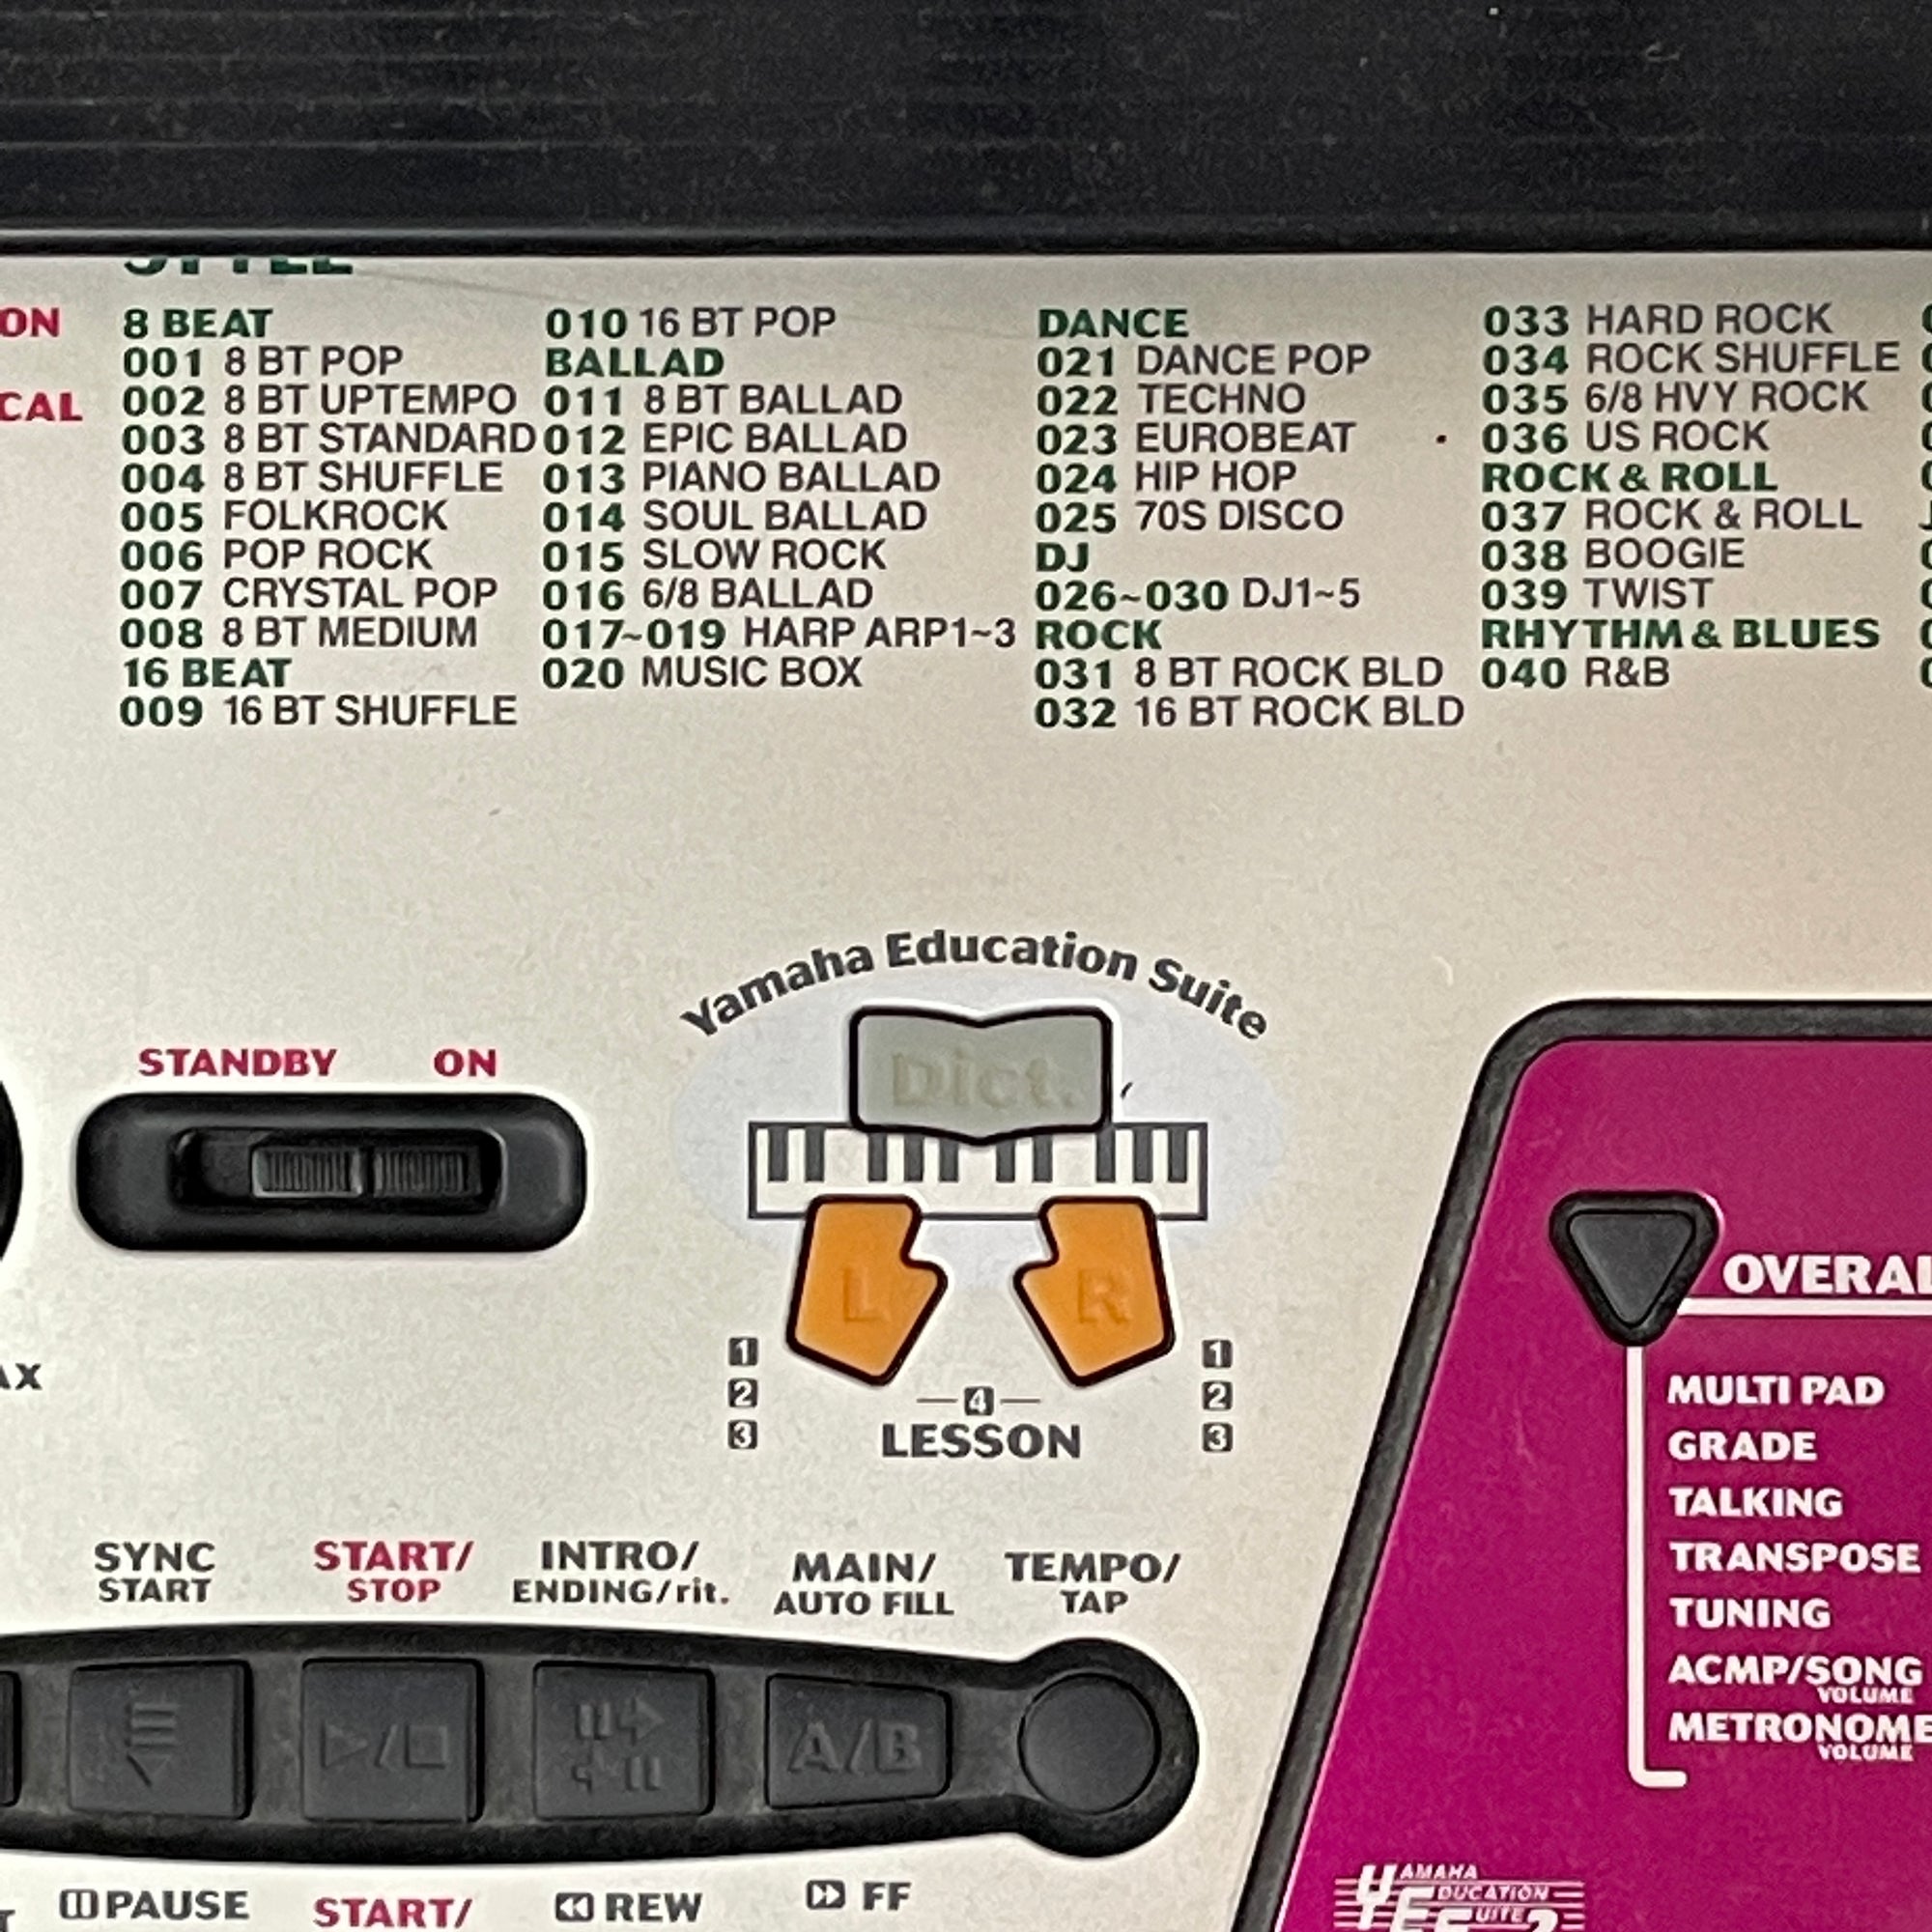 STYLE
ON
CAL
8 BEAT
001 8 BT POP
002 8 BT UPTEMPO
003 8 BT STANDARD
004 8 BT SHUFFLE
005 FOLKROCK
006 POP ROCK
007 CRYSTAL POP
008 8 BT MEDIUM
16 BEAT
009 16 BT SHUFFLE
010 16 BT POP
BALLAD
011 8 BT BALLAD
012 EPIC BALLAD
013 PIANO BALLAD
014 SOUL BALLAD
015 SLOW ROCK
016 6/8 BALLAD
017~019 HARP ARP1~3
020 MUSIC BOX
DANCE
021 DANCE POP
022 TECHNO
023 EUROBEAT
024 HIP HOP
025 70S DISCO
DJ
026~030 DJ1~5
ROCK
031 8 BT ROCK BLD
032 16 BT ROCK BLD
033 HARD ROCK
034 ROCK SHUFFLE
035 6/8 HVY ROCK
036 US ROCK
ROCK & ROLL
037 ROCK & ROLL
038 BOOGIE
039 TWIST
RHYTHM & BLUES
040 R&B
Yamaha Education Suite
Dict.
STANDBY ON
L R
1 1
2 2
3 3
4
LESSON
AX
OVERAL
MULTI PAD
GRADE
TALKING
TRANSPOSE
TUNING
ACMP/SONG
VOLUME
METRONOME
VOLUME
SYNC
START
START/
STOP
INTRO/
ENDING/rit.
MAIN/
AUTO FILL
TEMPO/
TAP
A/B
PAUSE
START/
REW
FF
YAMAHA
EDUCATION
SUITE